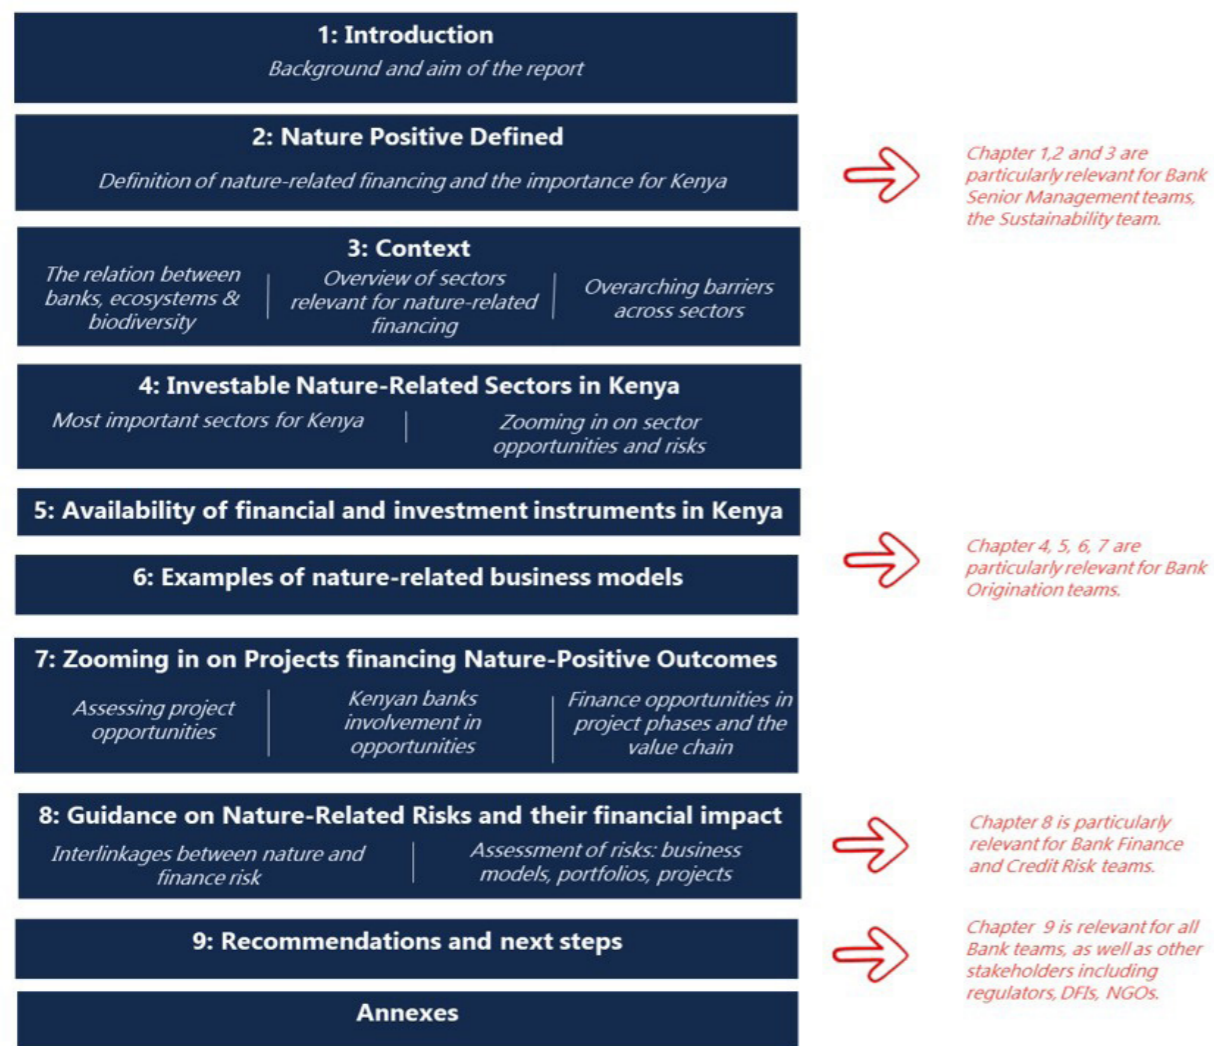 1: Introduction
Background and aim of the report
2: Nature Positive Defined
Definition of nature-related financing and the importance for Kenya
Chapter 1,2 and 3 are
particularly relevant for Bank
Senior Management teams,
the Sustainability team.
3: Context
The relation between
banks, ecosystems &
biodiversity
Overview of sectors
relevant for nature-related
financing
Overarching barriers
across sectors
4: Investable Nature-Related Sectors in Kenya
Most important sectors for Kenya
Zooming in on sector
opportunities and risks
5: Availability of financial and investment instruments in Kenya
6: Examples of nature-related business models
Chapter 4, 5, 6, 7 are
particularly relevant for Bank
Origination teams.
7: Zooming in on Projects financing Nature-Positive Outcomes
Assessing project
opportunities
Kenyan banks
involvement in
opportunities
Finance opportunities in
project phases and the
value chain
8: Guidance on Nature-Related Risks and their financial impact
Interlinkages between nature and
finance risk
Assessment of risks: business
models, portfolios, projects
Chapter 8 is particularly
relevant for Bank Finance
and Credit Risk teams.
9: Recommendations and next steps
Chapter 9 is relevant for all
Bank teams, as well as other
stakeholders including
regulators, DFIs, NGOs.
Annexes